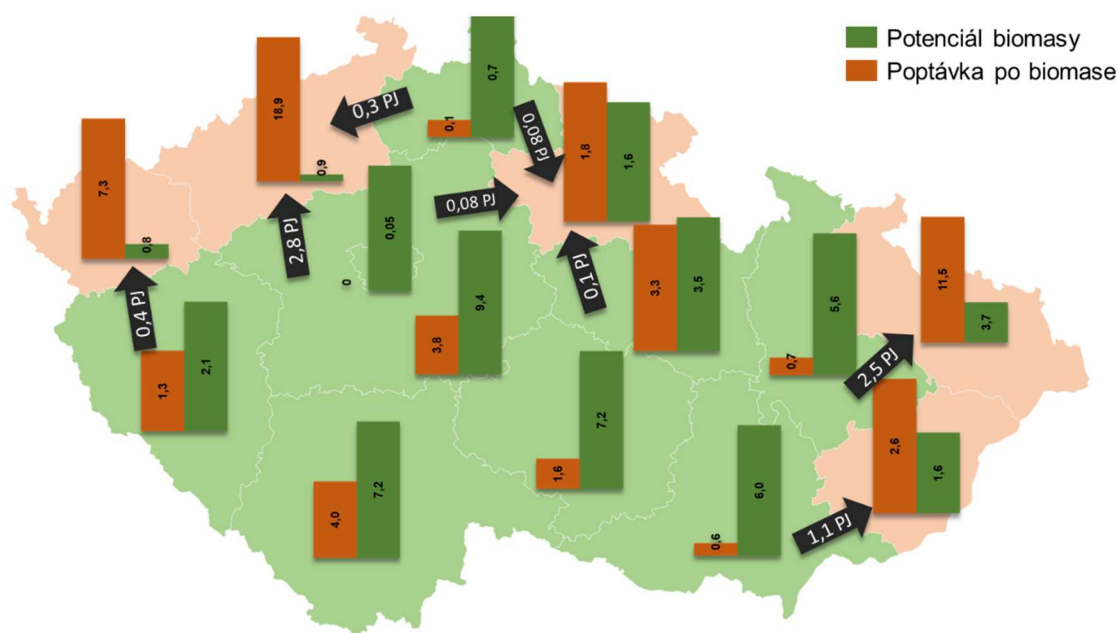 Potenciál biomasy
Poptávka po biomase
0,1
0,7
18,9
0,9
0,3 PJ
0,08 PJ
1,8
1,6
7,3
0,8
2,8 PJ
0
0,05
0,08 PJ
0,1 PJ
3,3
3,5
0,7
5,6
11,5
3,7
0,4 PJ
1,3
2,1
3,8
9,4
2,5 PJ
2,6
1,6
4,0
7,2
1,6
7,2
0,6
6,0
1,1 PJ